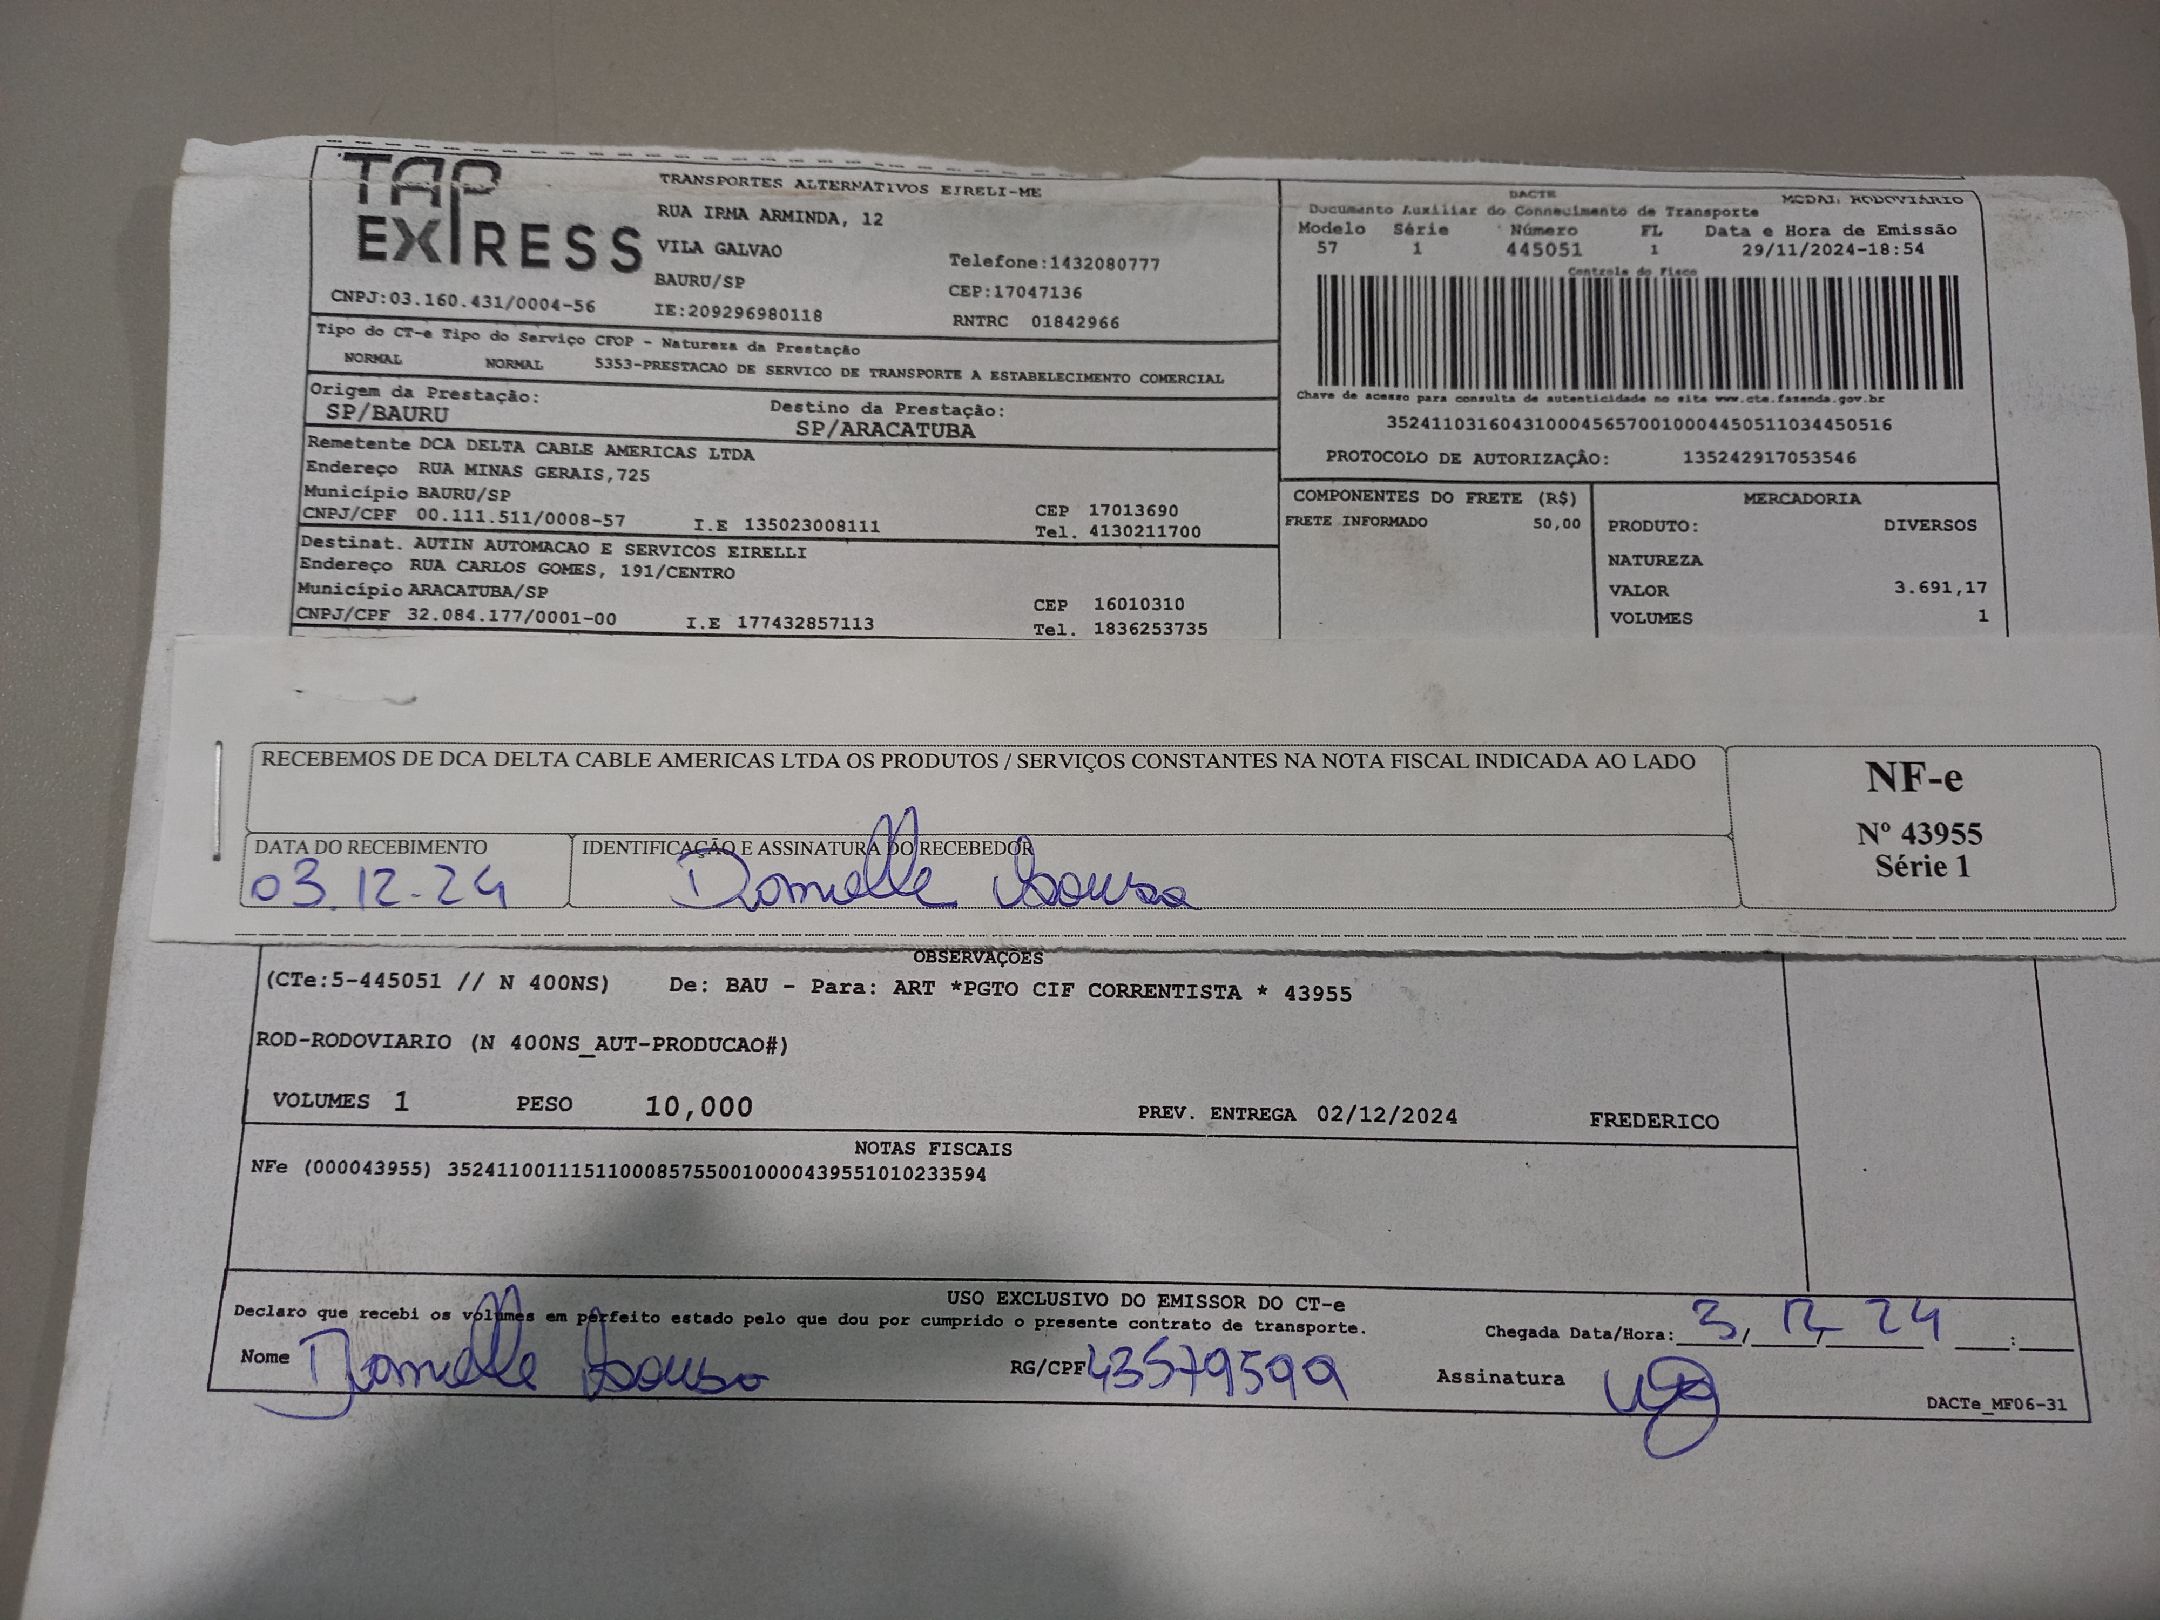 TAP EXPRESS
TRANSPORTES ALTERNATIVOS EIRELI-ME
RUA IRMA ARMINDA, 12
VILA GALVAO
BAURU/SP
Telefone:1432080777
CEP:17047136
CNPJ:03.160.431/0004-56 IE:209296980118 RNTRC 01842966
DACTE MODAL RODOVIÁRIO
Documento Auxiliar do Conhecimento de Transporte
Modelo Série Número FL Data e Hora de Emissão
57 1 445051 1 29/11/2024-18:54
Controle do Fisco
Chave de acesso para consulta de autenticidade no site www.cte.fazenda.gov.br
35241103160431000456570010004450511034450516
PROTOCOLO DE AUTORIZAÇÃO: 135242917053546
Tipo do CT-e Tipo do Serviço CFOP - Natureza da Prestação
NORMAL NORMAL 5353-PRESTACAO DE SERVICO DE TRANSPORTE A ESTABELECIMENTO COMERCIAL
Origem da Prestação: Destino da Prestação:
SP/BAURU SP/ARACATUBA
Remetente DCA DELTA CABLE AMERICAS LTDA
Endereço RUA MINAS GERAIS,725
Município BAURU/SP CEP 17013690
CNPJ/CPF 00.111.511/0008-57 I.E 135023008111 Tel. 4130211700
Destinat. AUTIN AUTOMACAO E SERVICOS EIRELLI
Endereço RUA CARLOS GOMES, 191/CENTRO
Município ARACATUBA/SP CEP 16010310
CNPJ/CPF 32.084.177/0001-00 I.E 177432857113 Tel. 1836253735
COMPONENTES DO FRETE (R$)
FRETE INFORMADO 50,00
MERCADORIA
PRODUTO: DIVERSOS
NATUREZA
VALOR 3.691,17
VOLUMES 1
RECEBEMOS DE DCA DELTA CABLE AMERICAS LTDA OS PRODUTOS / SERVIÇOS CONSTANTES NA NOTA FISCAL INDICADA AO LADO
NF-e
Nº 43955
Série 1
DATA DO RECEBIMENTO IDENTIFICAÇÃO E ASSINATURA DO RECEBEDOR
03.12.24 Danielle Sousa
OBSERVAÇÕES
(CTe:5-445051 // N 400NS) De: BAU - Para: ART *PGTO CIF CORRENTISTA * 43955
ROD-RODOVIARIO (N 400NS_AUT-PRODUCAO#)
VOLUMES 1 PESO 10,000 PREV. ENTREGA 02/12/2024 FREDERICO
NOTAS FISCAIS
NFe (000043955) 35241100111511000857550010000439551010233594
USO EXCLUSIVO DO EMISSOR DO CT-e
Declaro que recebi os volumes em perfeito estado pelo que dou por cumprido o presente contrato de transporte.
Chegada Data/Hora: 3/12/24 :
Nome Danielle Sousa RG/CPF 43579599 Assinatura
DACTe_MF06-31